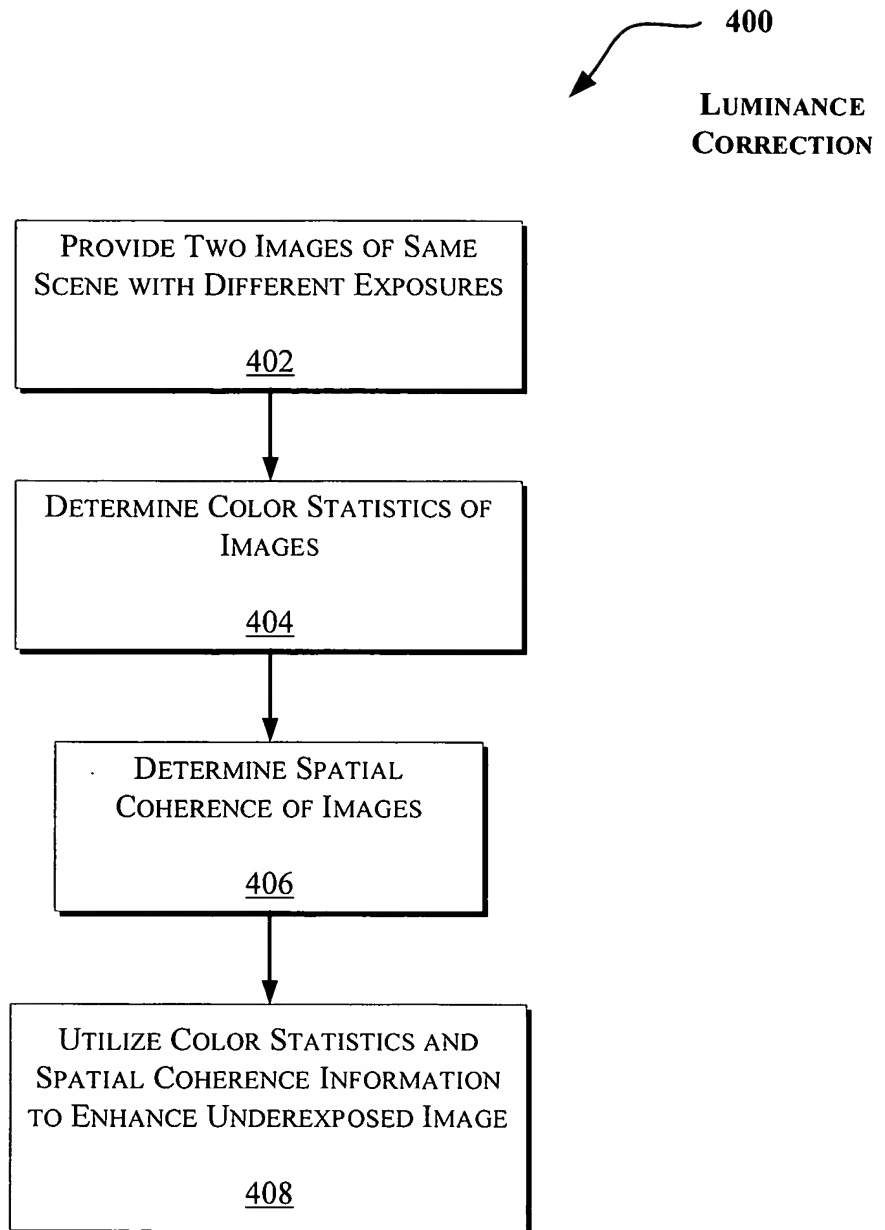 400
LUMINANCE
CORRECTION
PROVIDE TWO IMAGES OF SAME
SCENE WITH DIFFERENT EXPOSURES
402
DETERMINE COLOR STATISTICS OF
IMAGES
404
DETERMINE SPATIAL
COHERENCE OF IMAGES
406
UTILIZE COLOR STATISTICS AND
SPATIAL COHERENCE INFORMATION
TO ENHANCE UNDEREXPOSED IMAGE
408